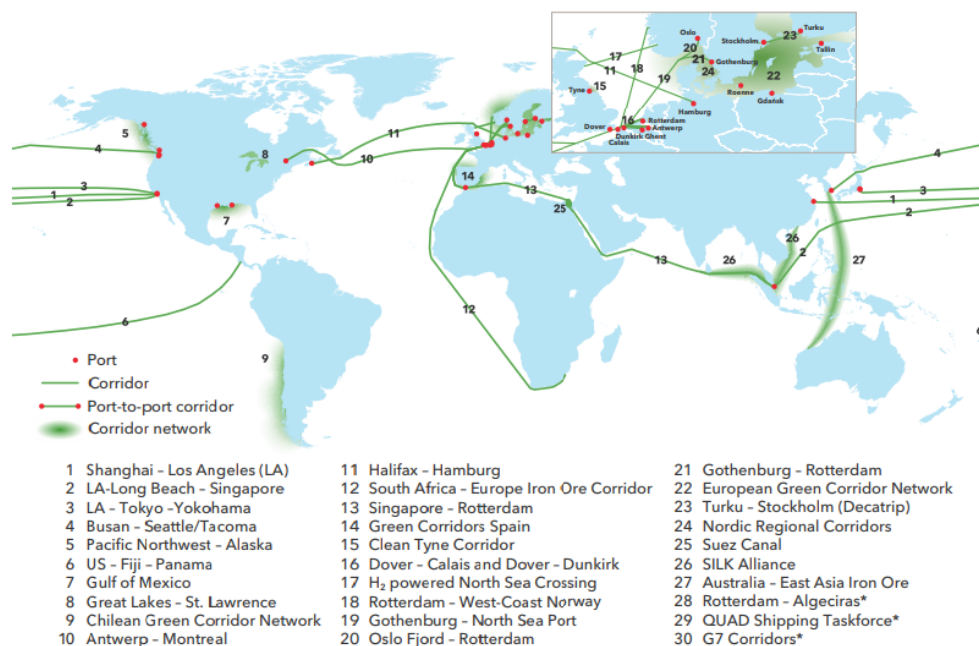 Oslo
Stockholm
23
Turku
Tallin
20
17
18
21
Gothenburg
11
19
24
22
Tyne
15
Roenne
Gdańsk
Hamburg
16
Rotterdam
Dover
Antwerp
Dunkirk Ghent
Calais
5
4
8
11
10
14
13
25
3
1
2
7
4
3
1
2
26
26
2
13
27
6
12
9
6
Port
Corridor
Port-to-port corridor
Corridor network
1 Shanghai – Los Angeles (LA)
2 LA-Long Beach – Singapore
3 LA – Tokyo –Yokohama
4 Busan – Seattle/Tacoma
5 Pacific Northwest – Alaska
6 US – Fiji – Panama
7 Gulf of Mexico
8 Great Lakes – St. Lawrence
9 Chilean Green Corridor Network
10 Antwerp – Montreal
11 Halifax – Hamburg
12 South Africa – Europe Iron Ore Corridor
13 Singapore – Rotterdam
14 Green Corridors Spain
15 Clean Tyne Corridor
16 Dover – Calais and Dover – Dunkirk
17 H₂ powered North Sea Crossing
18 Rotterdam – West-Coast Norway
19 Gothenburg – North Sea Port
20 Oslo Fjord – Rotterdam
21 Gothenburg – Rotterdam
22 European Green Corridor Network
23 Turku – Stockholm (Decatrip)
24 Nordic Regional Corridors
25 Suez Canal
26 SILK Alliance
27 Australia – East Asia Iron Ore
28 Rotterdam – Algeciras*
29 QUAD Shipping Taskforce*
30 G7 Corridors*